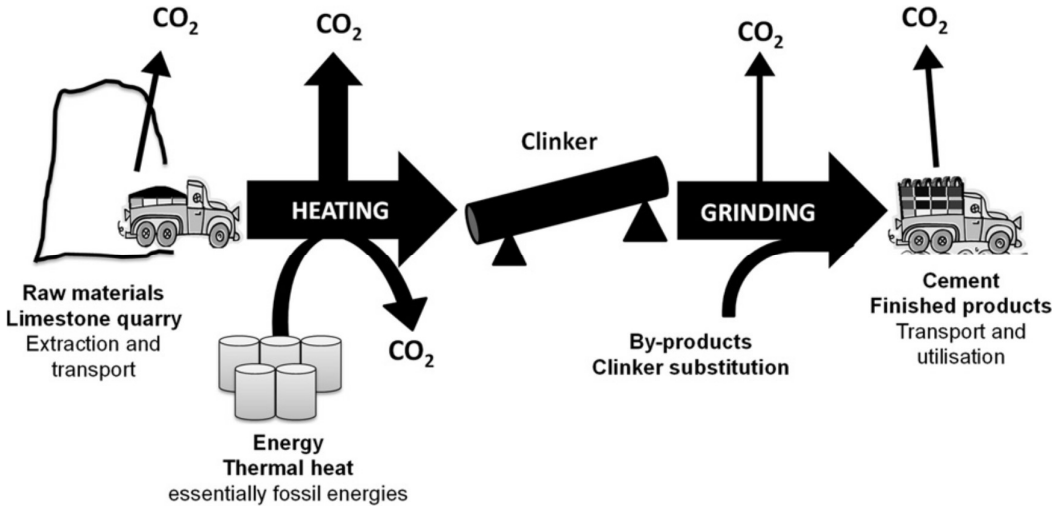 CO2
CO2
CO2
CO2
Clinker
HEATING
GRINDING
Raw materials
Limestone quarry
Extraction and
transport
CO2
By-products
Clinker substitution
Cement
Finished products
Transport and
utilisation
Energy
Thermal heat
essentially fossil energies